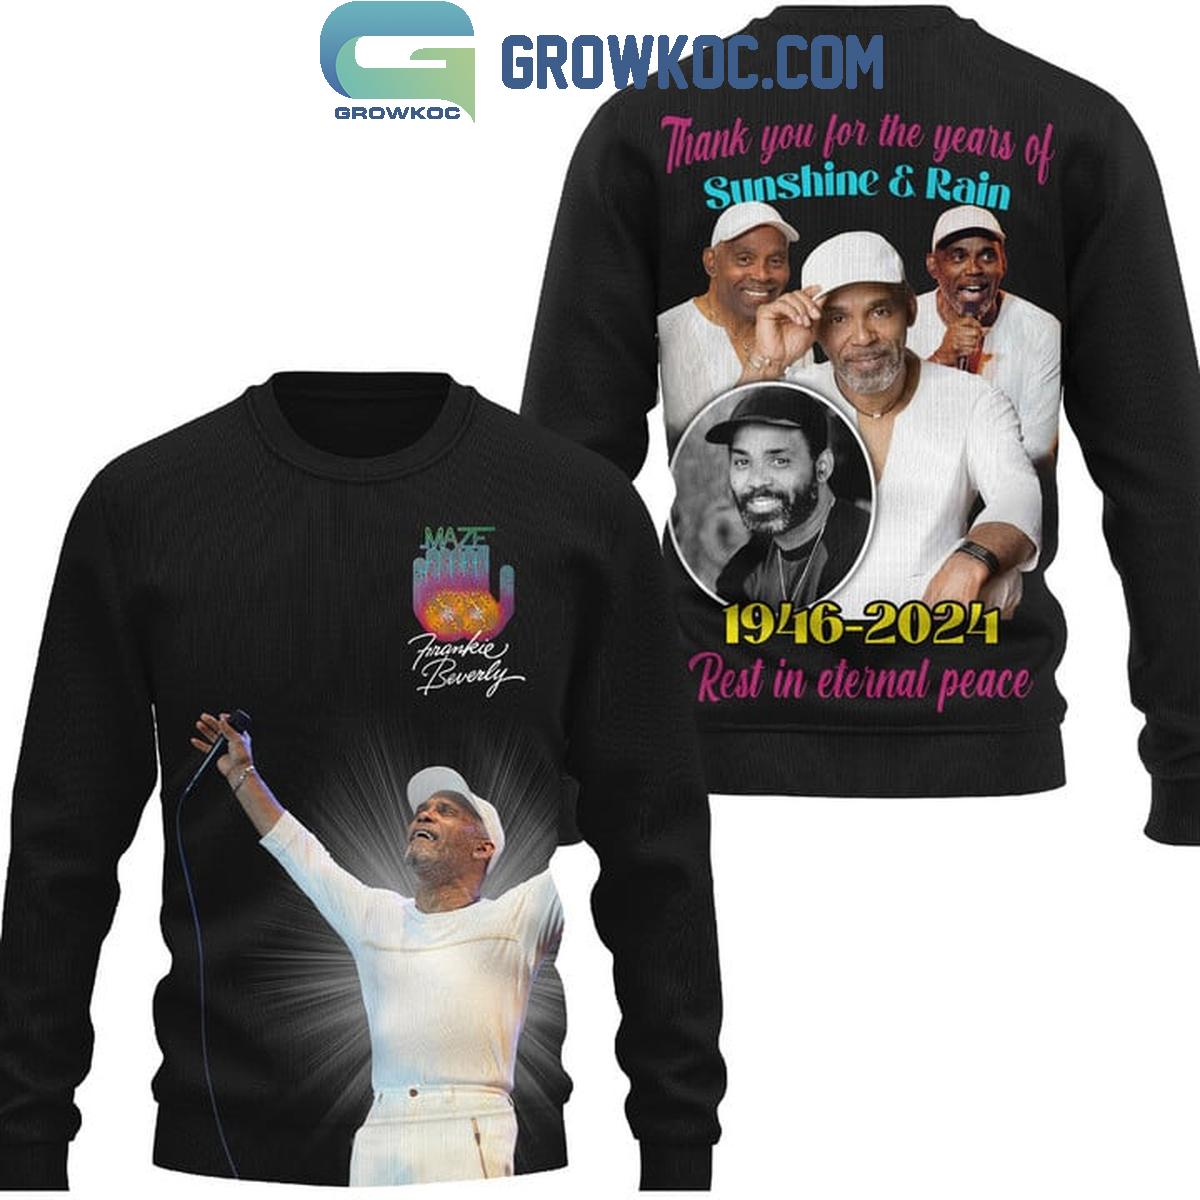 GROWKOC
GROWKOC.COM
Thank you for the years of
Sunshine & Rain
1946-2024
Rest in eternal peace
MAZE
Frankie
Beverly